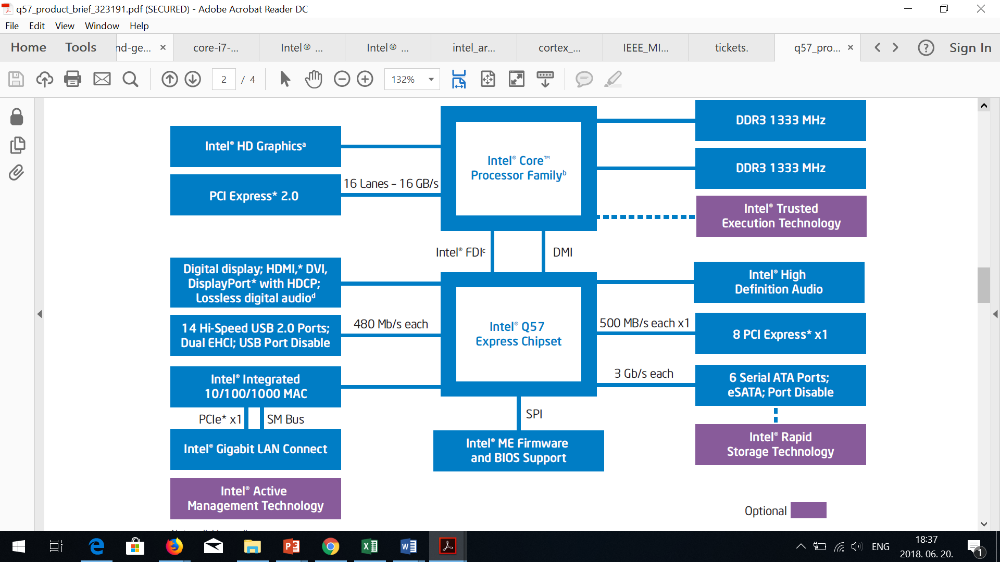 q57_product_brief_323191.pdf (SECURED) - Adobe Acrobat Reader DC
File Edit View Window Help
Home Tools nd-ge... core-i7-... Intel® ... Intel® ... intel_ar... cortex_... IEEE_MI... tickets. q57_pro... Sign In
2 / 4 132%
DDR3 1333 MHz
Intel® HD Graphicsᵃ
Intel® Core™
Processor Familyᵇ
DDR3 1333 MHz
16 Lanes – 16 GB/s
PCI Express* 2.0
Intel® Trusted
Execution Technology
Intel® FDIᶜ
DMI
Digital display; HDMI,* DVI,
DisplayPort* with HDCP;
Lossless digital audioᵈ
Intel® High
Definition Audio
480 Mb/s each
14 Hi-Speed USB 2.0 Ports;
Dual EHCI; USB Port Disable
Intel® Q57
Express Chipset
500 MB/s each x1
8 PCI Express* x1
Intel® Integrated
10/100/1000 MAC
3 Gb/s each
6 Serial ATA Ports;
eSATA; Port Disable
PCIe* x1
SM Bus
SPI
Intel® Gigabit LAN Connect
Intel® ME Firmware
and BIOS Support
Intel® Rapid
Storage Technology
Intel® Active
Management Technology
Optional
ENG
18:37
2018. 06. 20.
1